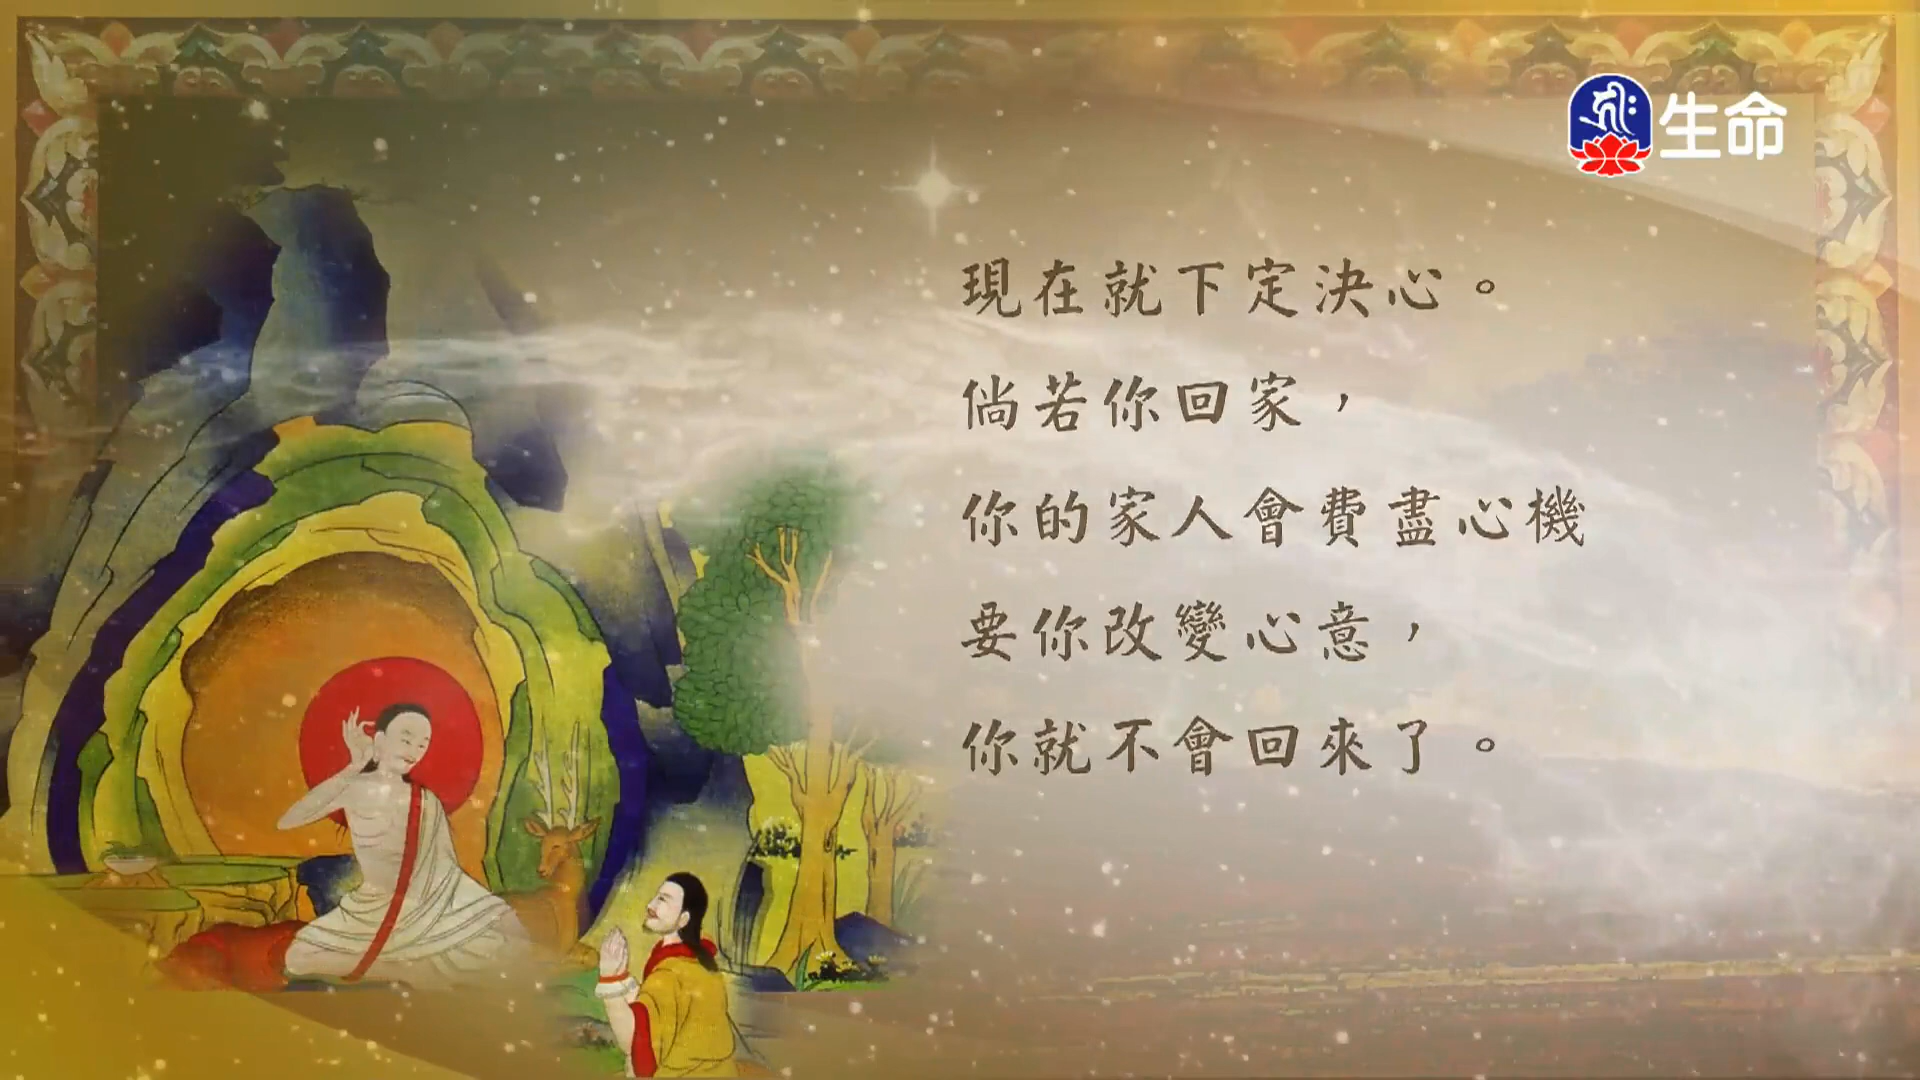 生命
現在就下定決心。
倘若你回家，
你的家人會費盡心機
要你改變心意，
你就不會回來了。